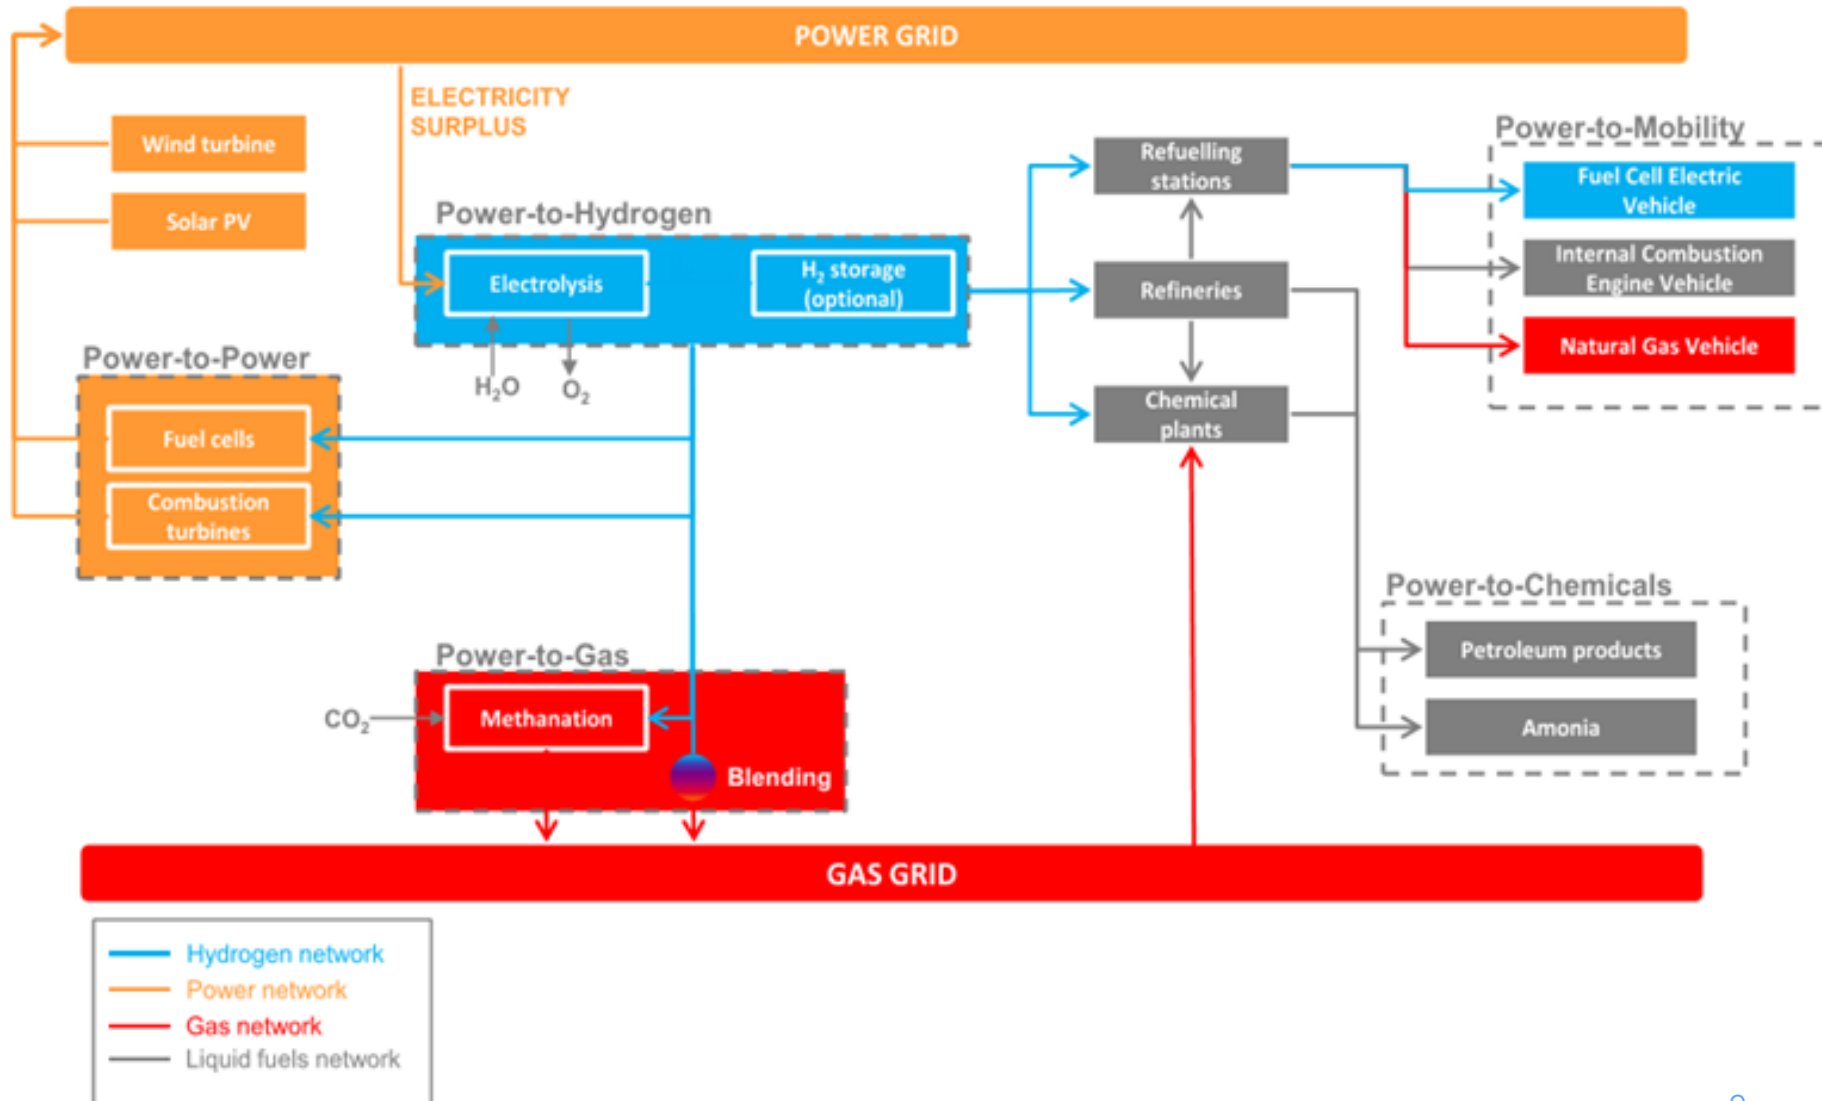 POWER GRID
ELECTRICITY
SURPLUS
Wind turbine
Solar PV
Power-to-Hydrogen
Electrolysis
H₂ storage
(optional)
H₂O
O₂
Refuelling
stations
Refineries
Chemical
plants
Power-to-Mobility
Fuel Cell Electric
Vehicle
Internal Combustion
Engine Vehicle
Natural Gas Vehicle
Power-to-Power
Fuel cells
Combustion
turbines
Power-to-Gas
CO₂
Methanation
Blending
Power-to-Chemicals
Petroleum products
Amonia
GAS GRID
Hydrogen network
Power network
Gas network
Liquid fuels network